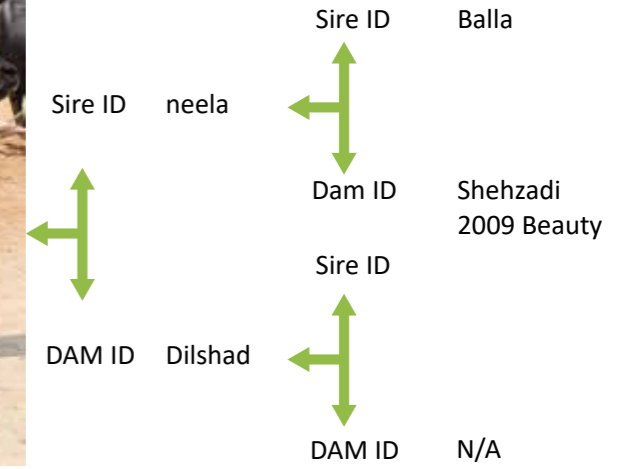 Sire ID Balla
Sire ID neela
Dam ID Shehzadi
2009 Beauty
Sire ID
DAM ID Dilshad
DAM ID N/A